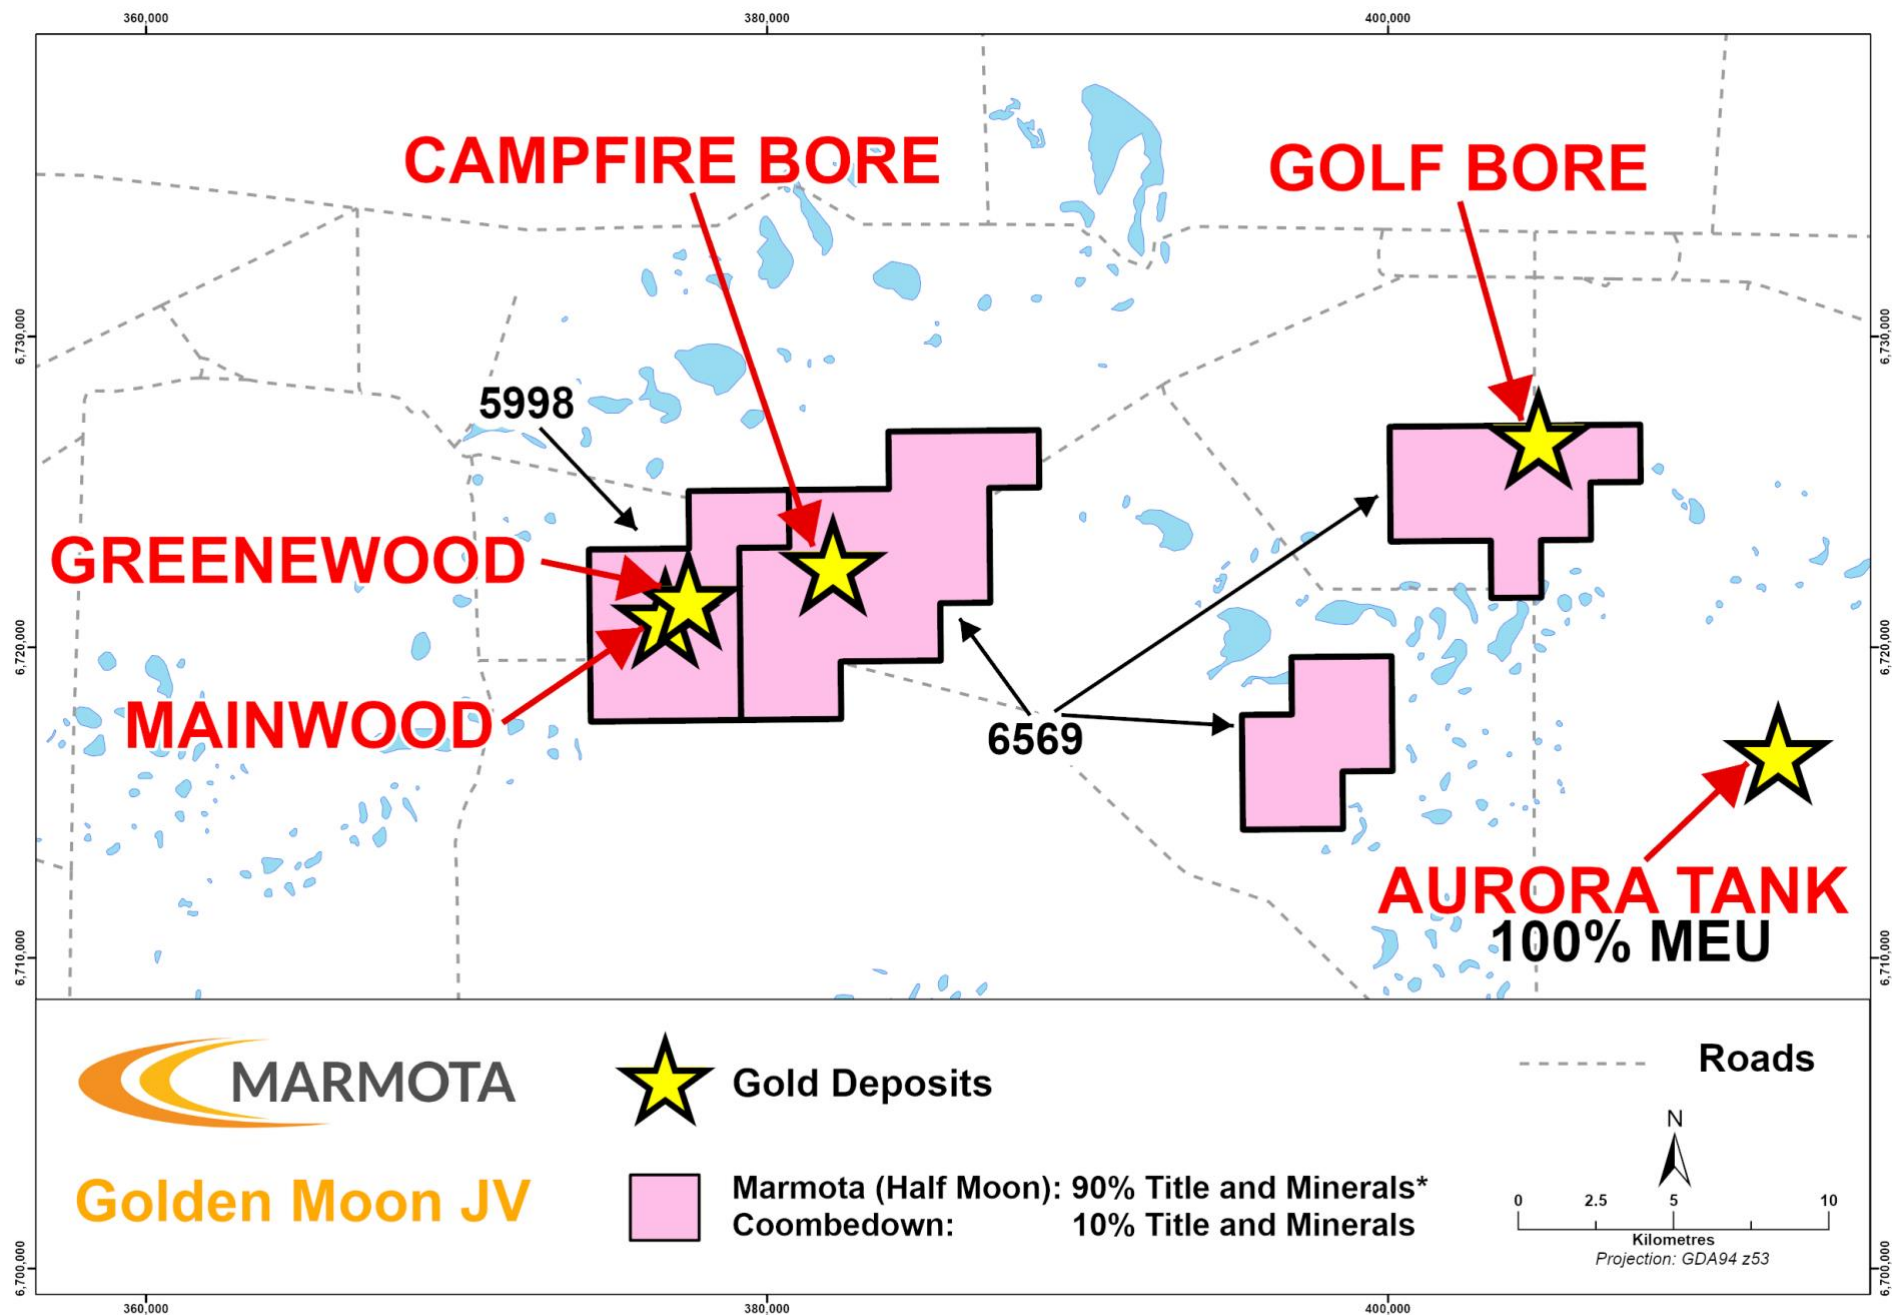 360,000
380,000
400,000
CAMPFIRE BORE
GOLF BORE
6,730,000
6,730,000
5998
GREENEWOOD
6,720,000
6,720,000
MAINWOOD
6569
AURORA TANK
100% MEU
6,710,000
6,710,000
MARMOTA
Golden Moon JV
Gold Deposits
Marmota (Half Moon): 90% Title and Minerals*
Coombedown: 10% Title and Minerals
Roads
N
0 2.5 5 10
Kilometres
Projection: GDA94 z53
6,700,000
6,700,000
360,000
380,000
400,000